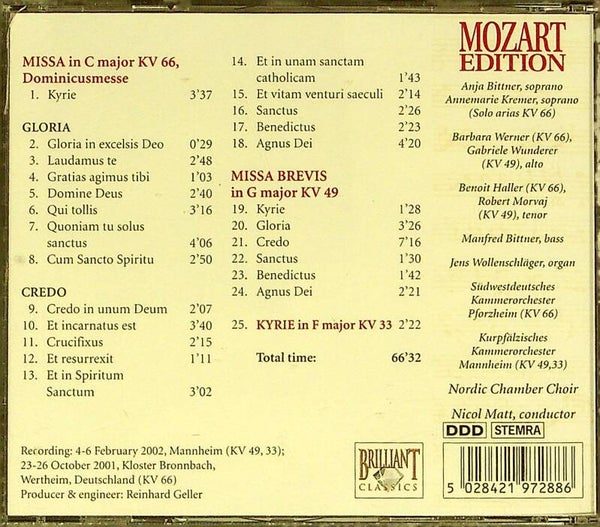 MISSA in C major KV 66,
Dominicusmesse
1. Kyrie 3’37
GLORIA
2. Gloria in excelsis Deo 0’29
3. Laudamus te 2’48
4. Gratias agimus tibi 1’03
5. Domine Deus 2’40
6. Qui tollis 3’16
7. Quoniam tu solus
sanctus 4’06
8. Cum Sancto Spiritu 2’50
CREDO
9. Credo in unum Deum 2’07
10. Et incarnatus est 3’40
11. Crucifixus 2’15
12. Et resurrexit 1’11
13. Et in Spiritum
Sanctum 3’02
14. Et in unam sanctam
catholicam 1’43
15. Et vitam venturi saeculi 2’14
16. Sanctus 2’26
17. Benedictus 2’23
18. Agnus Dei 4’20
MISSA BREVIS
in G major KV 49
19. Kyrie 1’28
20. Gloria 3’26
21. Credo 7’16
22. Sanctus 1’30
23. Benedictus 1’42
24. Agnus Dei 2’21
25. KYRIE in F major KV 33 2’22
Total time: 66’32
MOZART
EDITION
Anja Bittner, soprano
Annemarie Kremer, soprano
(Solo arias KV 66)
Barbara Werner (KV 66),
Gabriele Wunderer
(KV 49), alto
Benoit Haller (KV 66),
Robert Morvaj
(KV 49), tenor
Manfred Bittner, bass
Jens Wollenschläger, organ
Südwestdeutsches
Kammerorchester
Pforzheim (KV 66)
Kurpfälzisches
Kammerorchester
Mannheim (KV 49,33)
Nordic Chamber Choir
Nicol Matt, conductor
DDD STEMRA
Recording: 4-6 February 2002, Mannheim (KV 49, 33);
23-26 October 2001, Kloster Bronnbach,
Wertheim, Deutschland (KV 66)
Producer & engineer: Reinhard Geller
BRILLIANT
CLASSICS
5 028421 972886